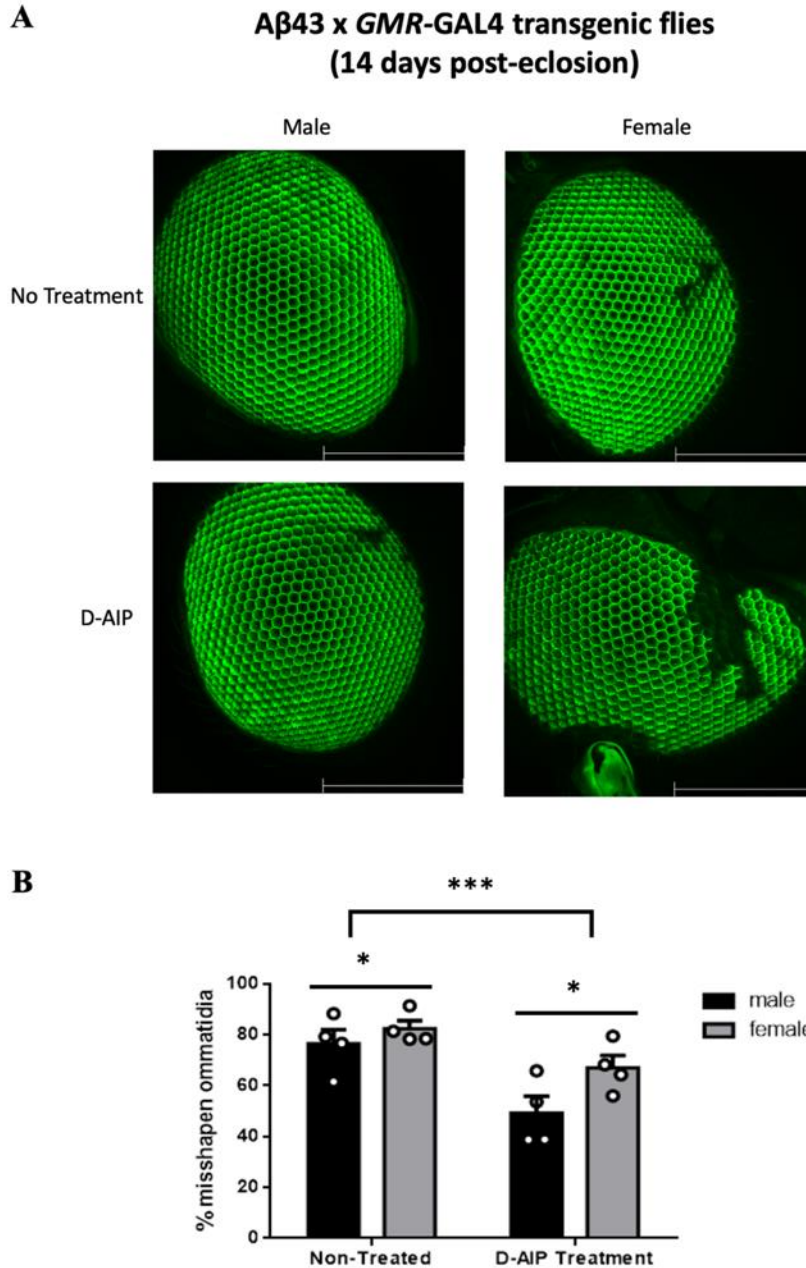 A
Aβ43 x GMR-GAL4 transgenic flies
(14 days post-eclosion)
Male
Female
No Treatment
D-AIP
B
***
*
*
100
80
60
40
20
0
% misshapen ommatidia
Non-Treated
D-AIP Treatment
male
female